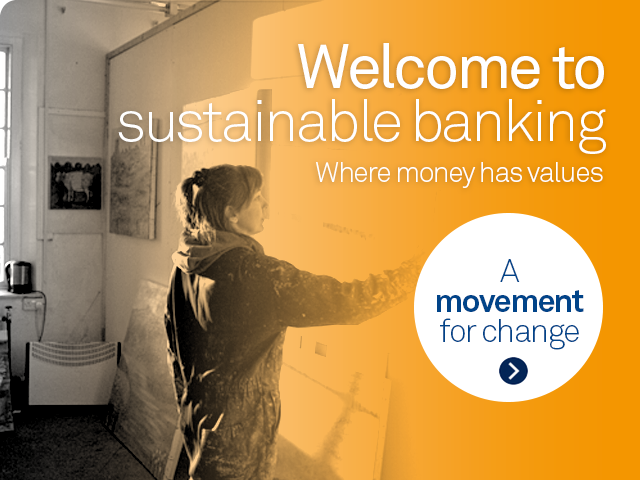 Welcome to
sustainable banking
Where money has values
A
movement
for change